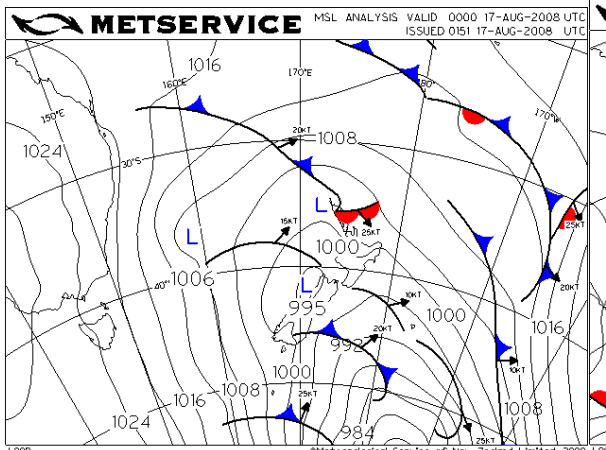 METSERVICE
MSL ANALYSIS VALID 0000 17-AUG-2008 UTC
ISSUED 0151 17-AUG-2008 UTC
1016
160°E
170°E
180°
170°W
150°E
20KT
1008
1024
30°S
L
25KT
25KT
15KT
L
1000
1006
40°
L
20KT
10KT
995
1000
20KT
992
1016
10KT
1000
1008
1016
25KT
1008
1024
984
25KT